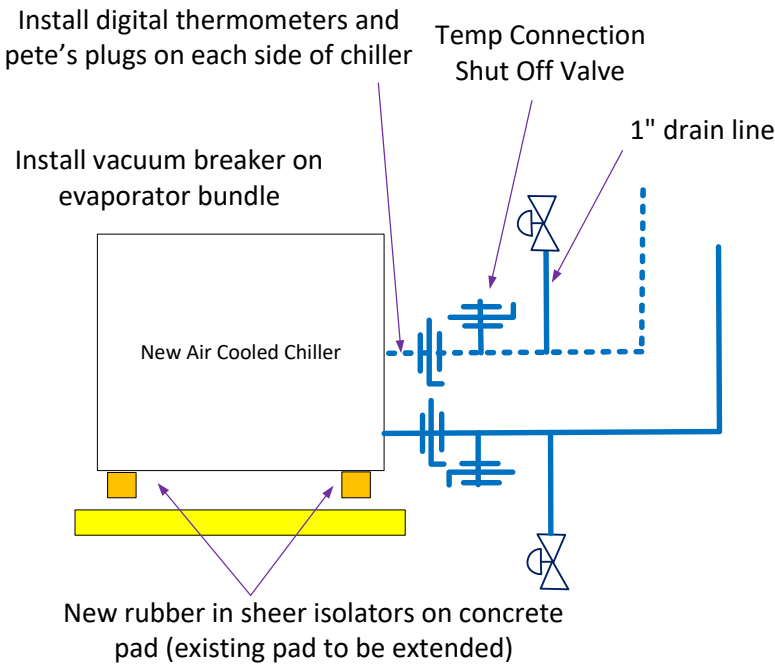 Install digital thermometers and
pete’s plugs on each side of chiller
Temp Connection
Shut Off Valve
1" drain line
Install vacuum breaker on
evaporator bundle
New Air Cooled Chiller
New rubber in sheer isolators on concrete
pad (existing pad to be extended)